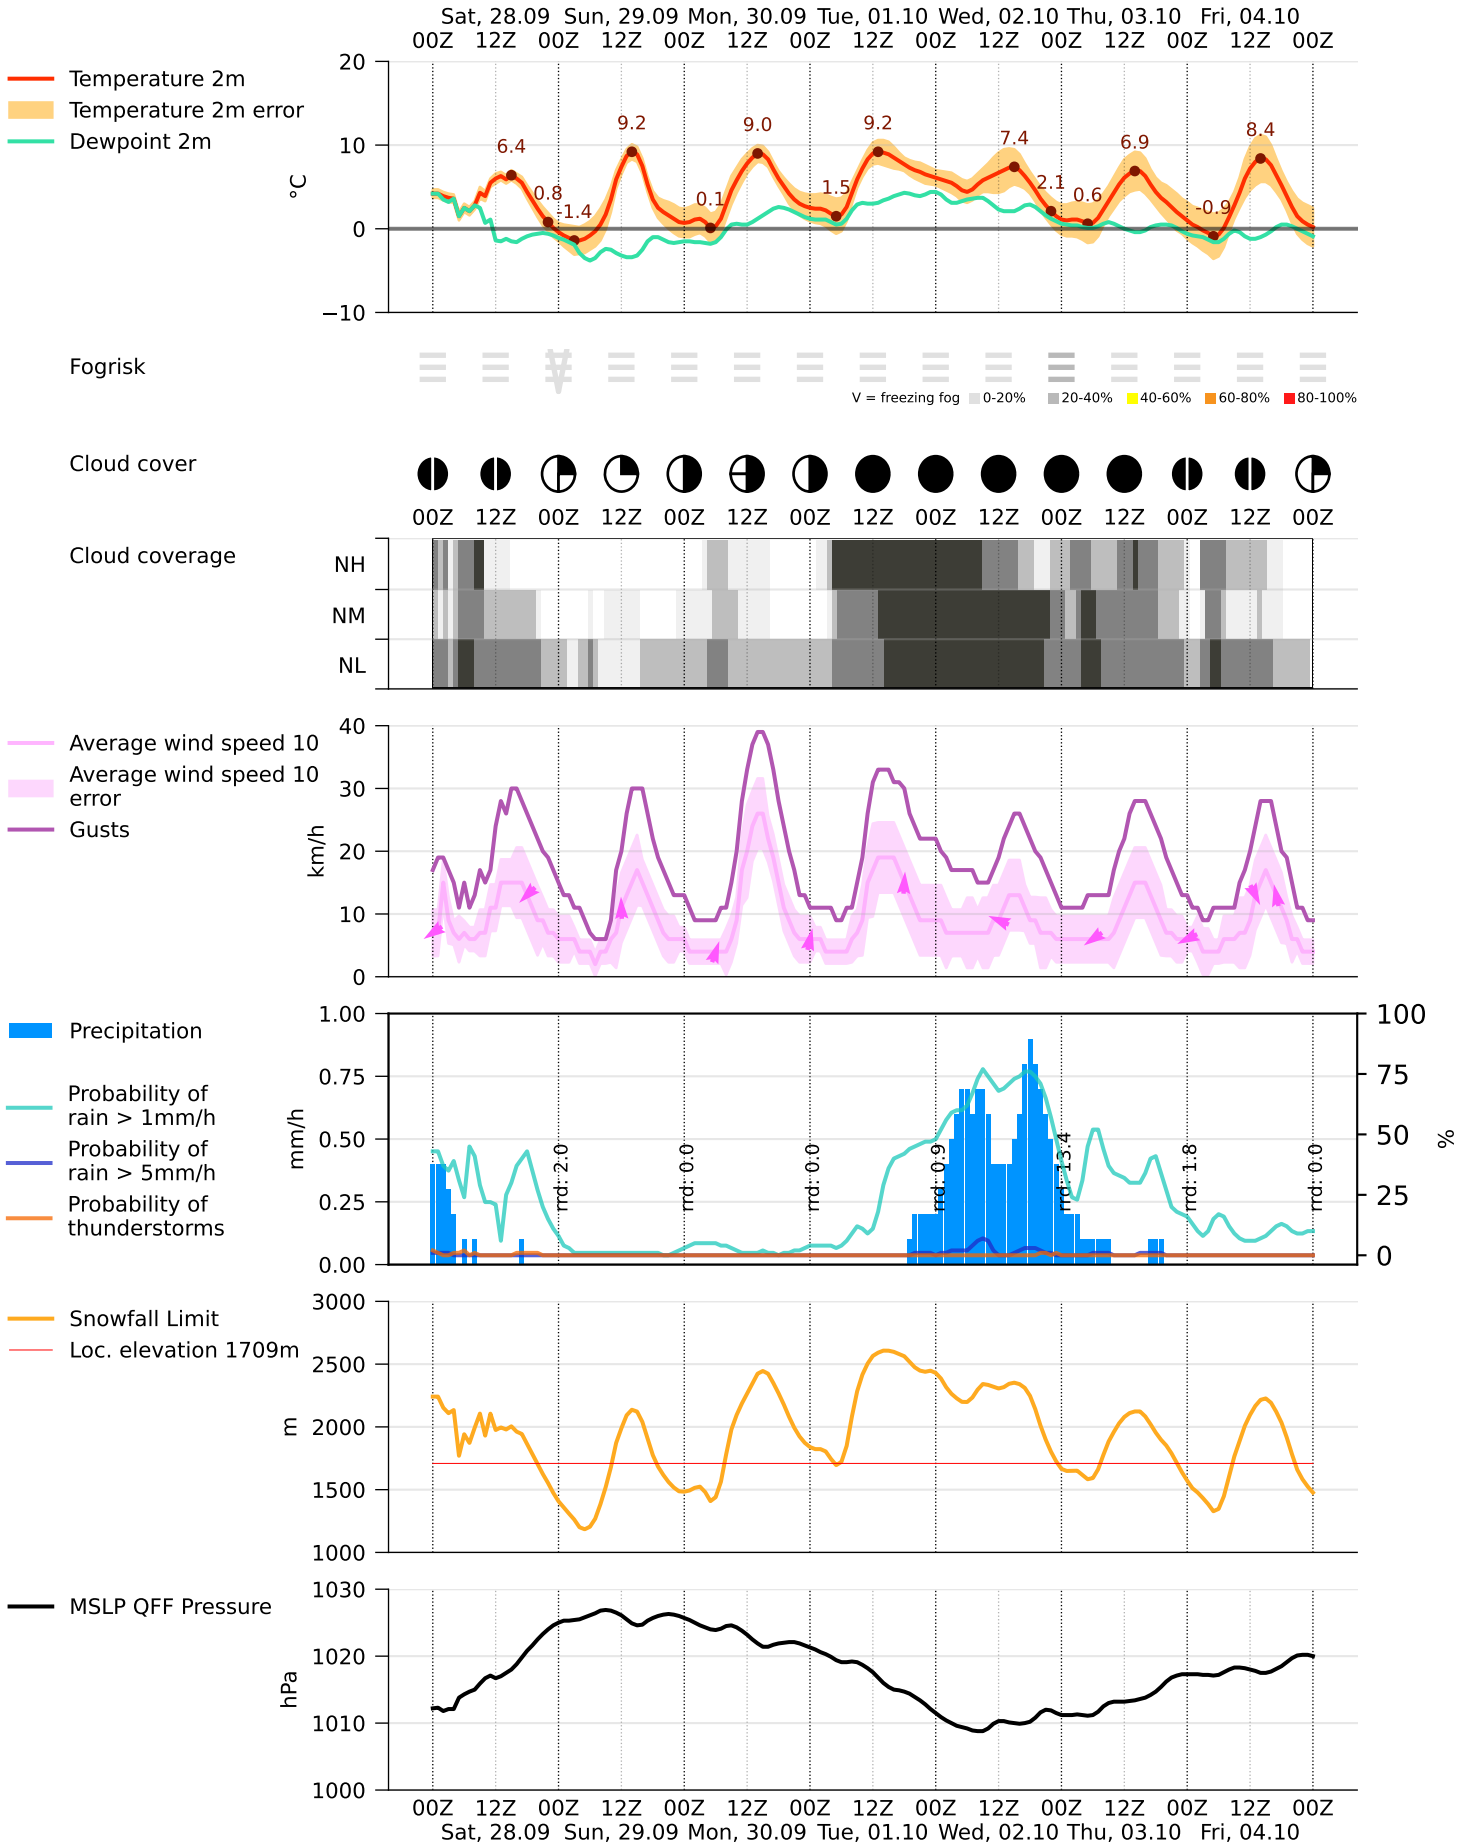 Sat, 28.09 Sun, 29.09 Mon, 30.09 Tue, 01.10 Wed, 02.10 Thu, 03.10 Fri, 04.10
00Z 12Z 00Z 12Z 00Z 12Z 00Z 12Z 00Z 12Z 00Z 12Z 00Z 12Z 00Z
Temperature 2m
Temperature 2m error
Dewpoint 2m
°C
20
10
0
−10
6.4
0.8
-1.4
9.2
0.1
9.0
1.5
9.2
7.4
2.1
0.6
6.9
-0.9
8.4
Fogrisk
V
V = freezing fog 0-20% 20-40% 40-60% 60-80% 80-100%
Cloud cover
00Z 12Z 00Z 12Z 00Z 12Z 00Z 12Z 00Z 12Z 00Z 12Z 00Z 12Z 00Z
Cloud coverage
NH
NM
NL
Average wind speed 10
Average wind speed 10
error
Gusts
km/h
40
30
20
10
0
Precipitation
Probability of
rain > 1mm/h
Probability of
rain > 5mm/h
Probability of
thunderstorms
mm/h
1.00
0.75
0.50
0.25
0.00
rrd: 2.0
rrd: 0.0
rrd: 0.0
rrd: 0.9
rrd: 13.4
rrd: 1.8
rrd: 0.0
100
75
50
25
0
%
Snowfall Limit
Loc. elevation 1709m
m
3000
2500
2000
1500
1000
MSLP QFF Pressure
hPa
1030
1020
1010
1000
00Z 12Z 00Z 12Z 00Z 12Z 00Z 12Z 00Z 12Z 00Z 12Z 00Z 12Z 00Z
Sat, 28.09 Sun, 29.09 Mon, 30.09 Tue, 01.10 Wed, 02.10 Thu, 03.10 Fri, 04.10